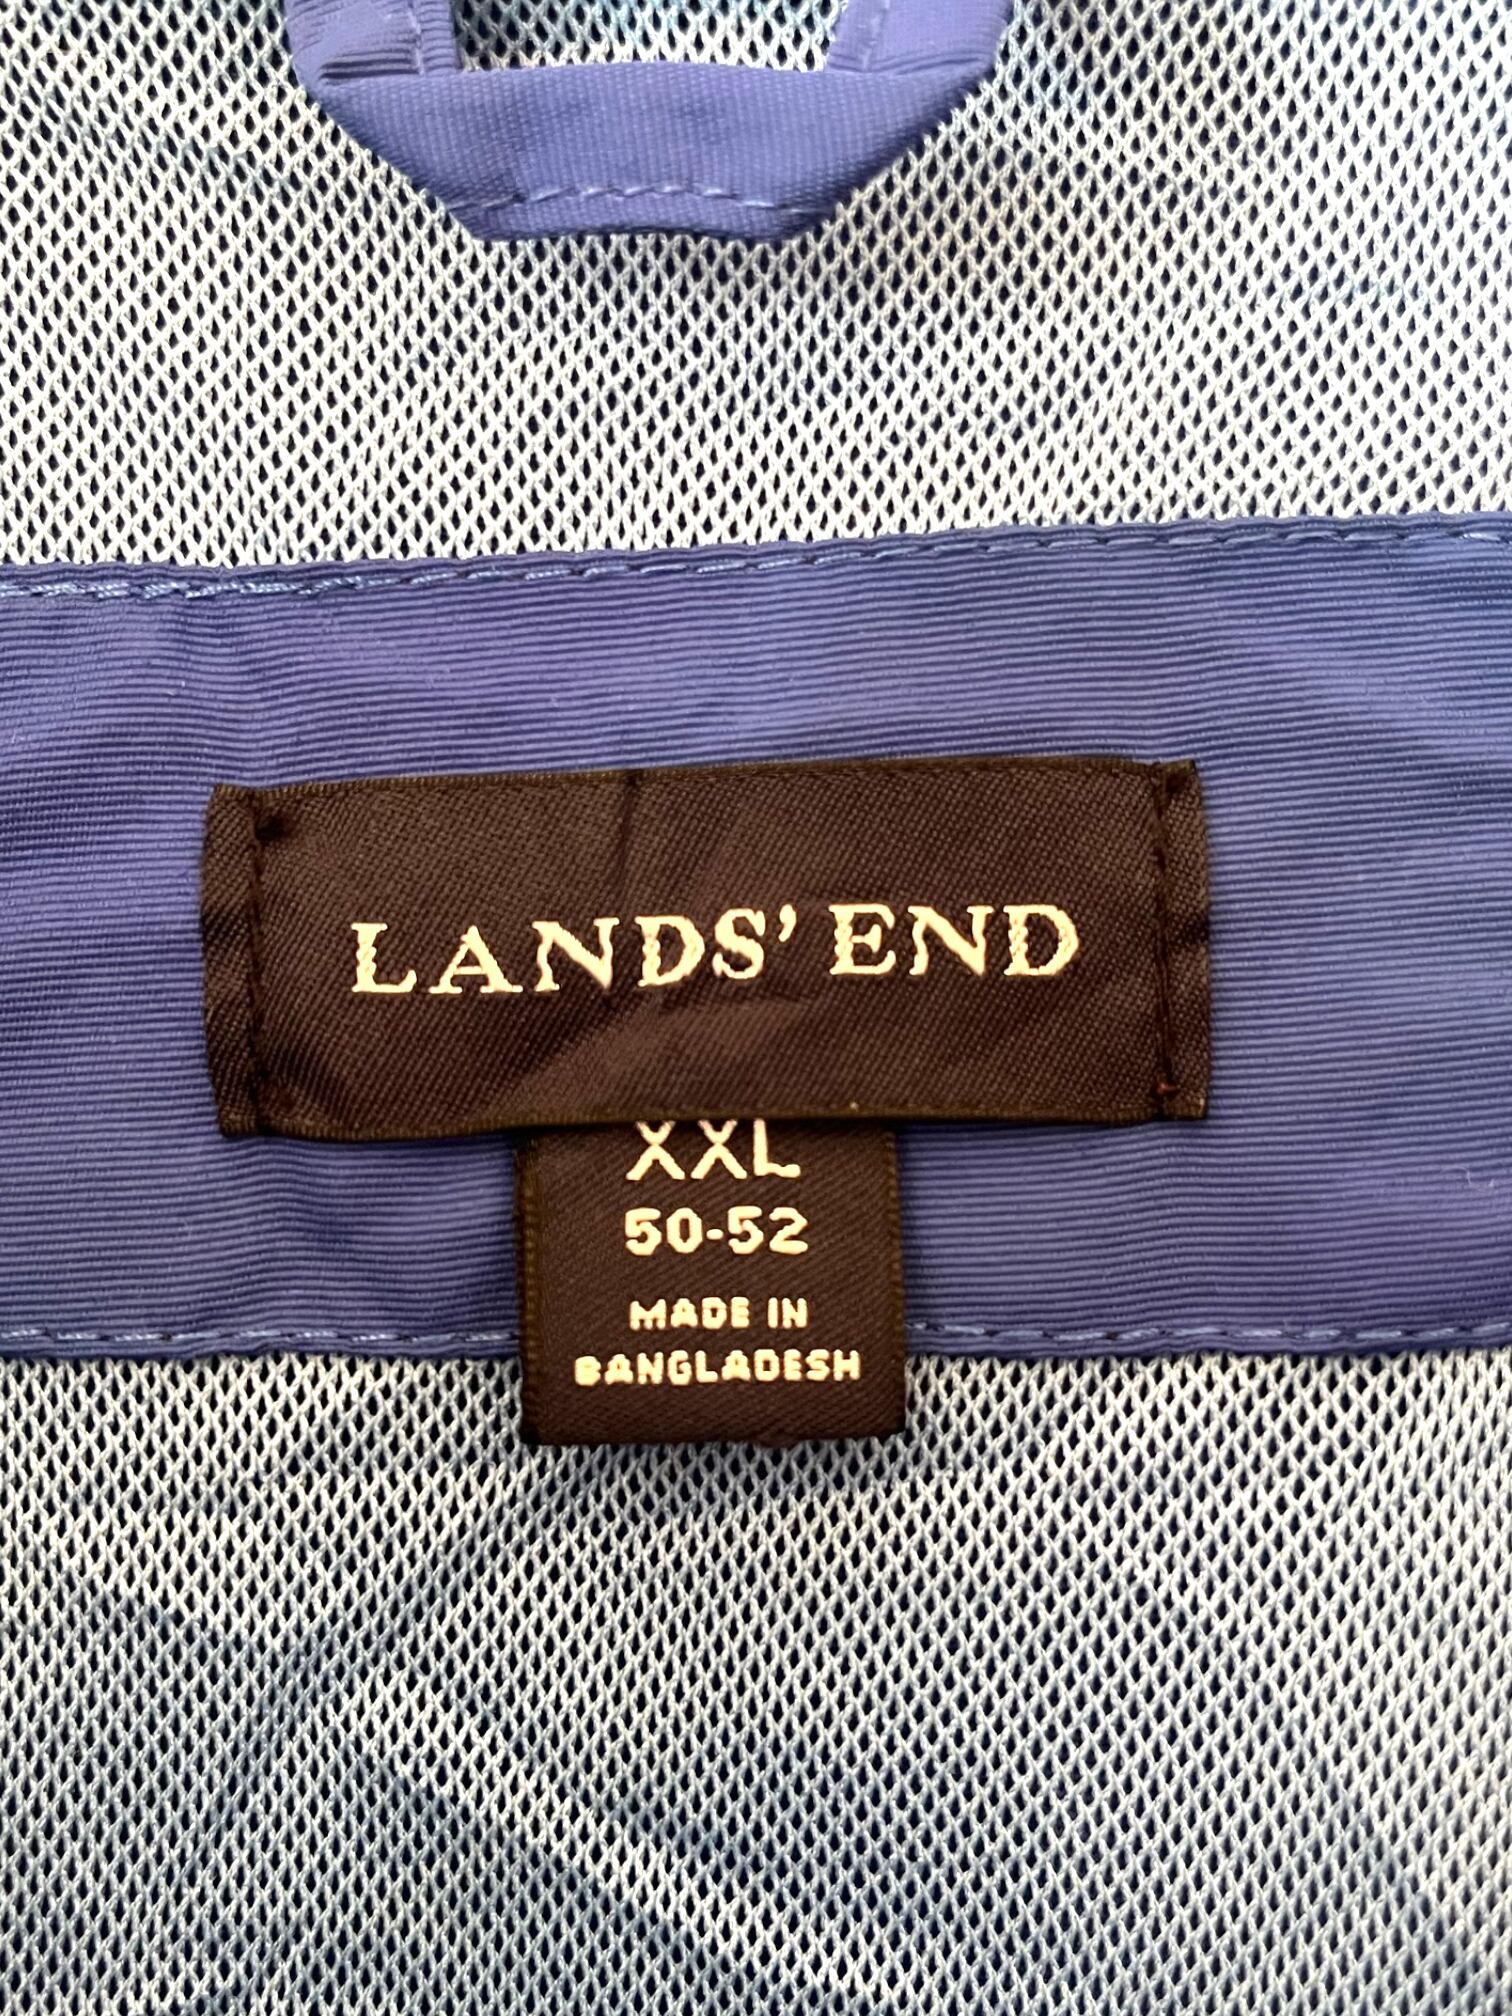 LANDS' END
XXL
50-52
MADE IN
BANGLADESH